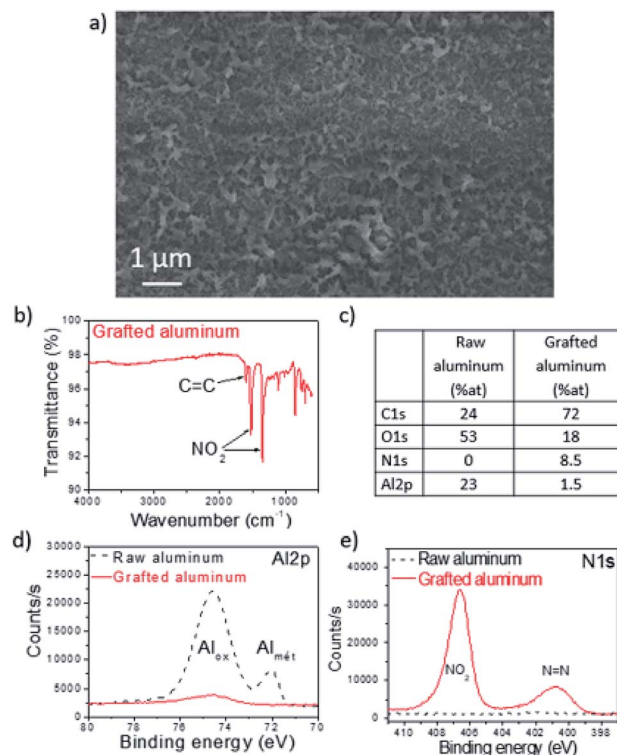 a)
1 µm
b)
Grafted aluminum
Transmittance (%)
100
98
96
94
92
90
C=C
NO2
4000 3000 2000 1000
Wavenumber (cm-1)
c)
Raw aluminum (%at) Grafted aluminum (%at)
C1s 24 72
O1s 53 18
N1s 0 8.5
Al2p 23 1.5
d)
Counts/s
30000
25000
20000
15000
10000
5000
0
Raw aluminum
Grafted aluminum
Al2p
Alox
Almét
80 78 76 74 72 70
Binding energy (eV)
e)
Counts/s
40000
30000
20000
10000
0
Raw aluminum
Grafted aluminum
N1s
NO2
N=N
412 410 408 406 404 402 400 398
Binding energy (eV)